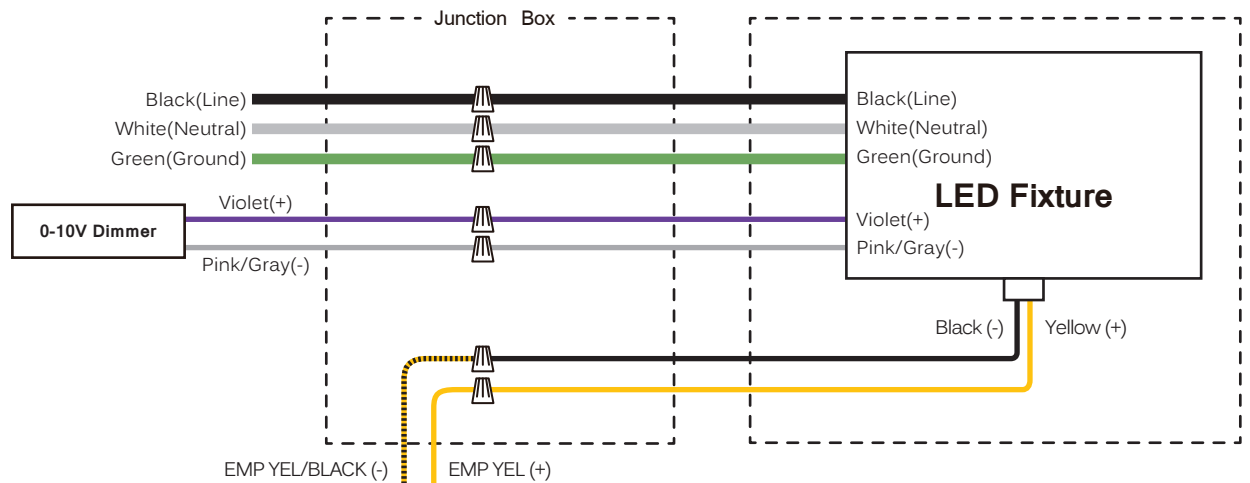 Junction Box
Black(Line)
White(Neutral)
Green(Ground)
Violet(+)
0-10V Dimmer
Pink/Gray(-)
Black(Line)
White(Neutral)
Green(Ground)
LED Fixture
Violet(+)
Pink/Gray(-)
Black (-)
Yellow (+)
EMP YEL/BLACK (-)
EMP YEL (+)